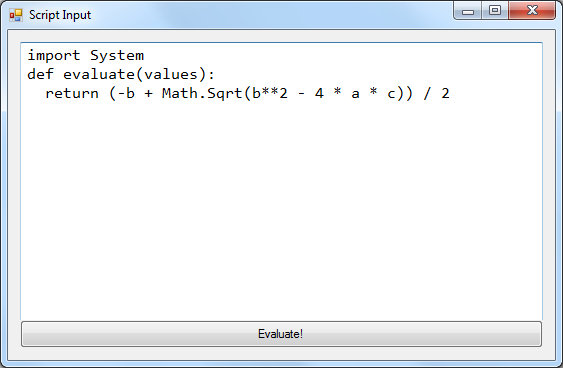 Script Input
import System
def evaluate(values):
  return (-b + Math.Sqrt(b**2 - 4 * a * c)) / 2
Evaluate!